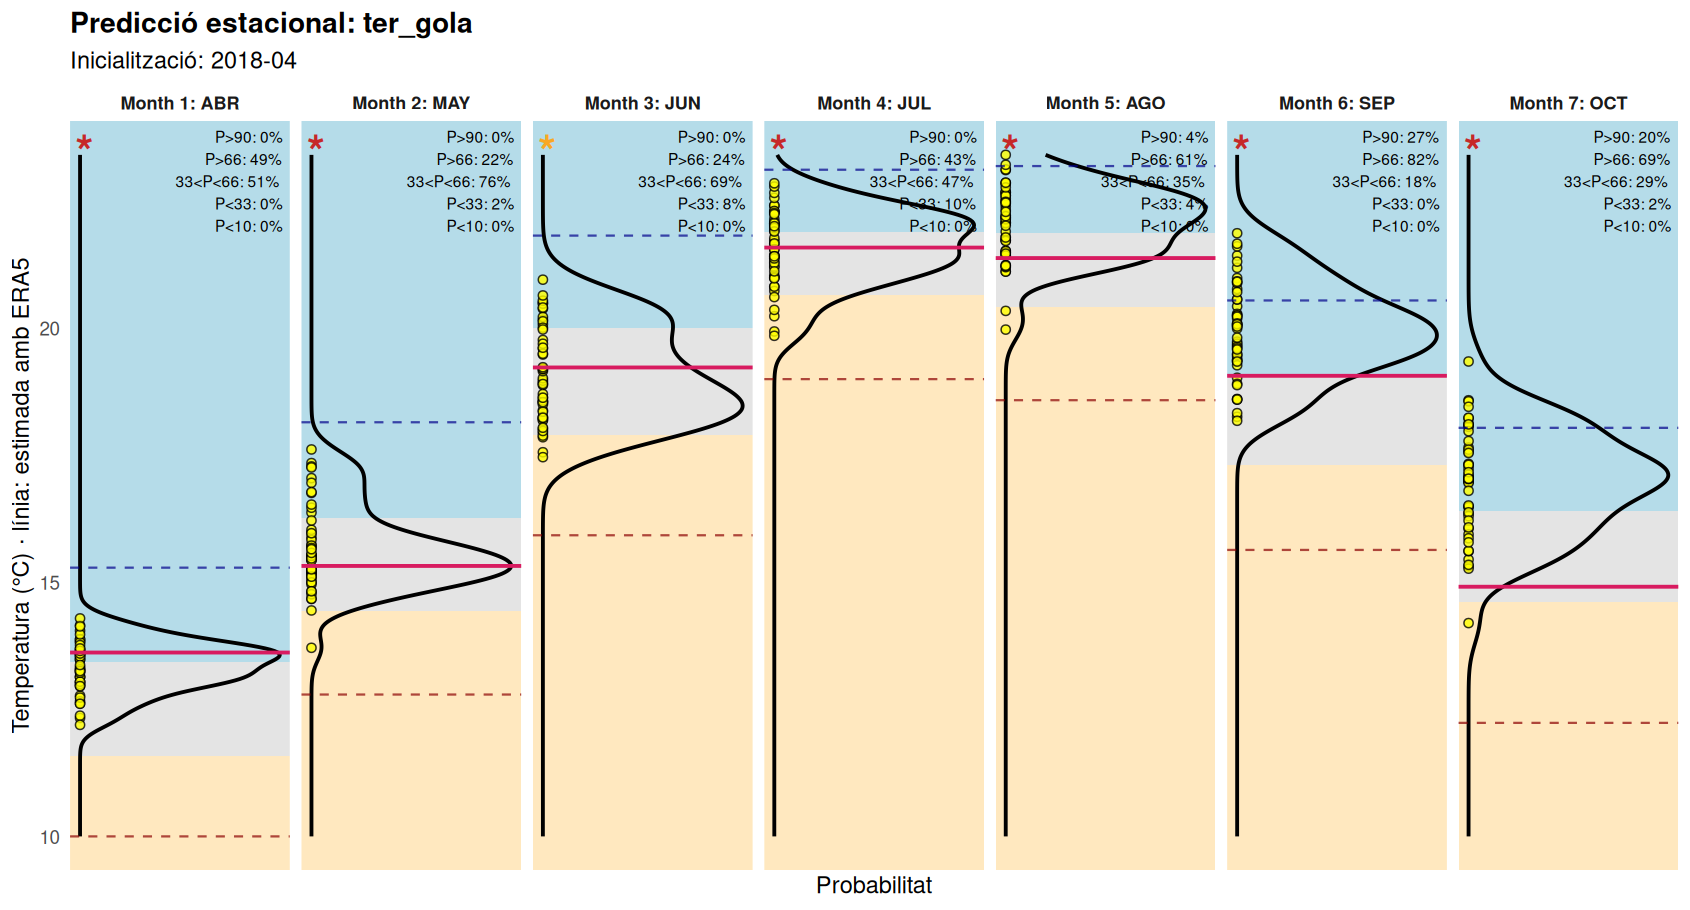 Predicció estacional: ter_gola
Inicialització: 2018-04
Month 1: ABR
Month 2: MAY
Month 3: JUN
Month 4: JUL
Month 5: AGO
Month 6: SEP
Month 7: OCT
*
P>90: 0%
P>66: 49%
33<P<66: 51%
P<33: 0%
P<10: 0%
*
P>90: 0%
P>66: 22%
33<P<66: 76%
P<33: 2%
P<10: 0%
*
P>90: 0%
P>66: 24%
33<P<66: 69%
P<33: 8%
P<10: 0%
*
P>90: 0%
P>66: 43%
33<P<66: 47%
P<33: 10%
P<10: 0%
*
P>90: 4%
P>66: 61%
33<P<66: 35%
P<33: 4%
P<10: 0%
*
P>90: 27%
P>66: 82%
33<P<66: 18%
P<33: 0%
P<10: 0%
*
P>90: 20%
P>66: 69%
33<P<66: 29%
P<33: 2%
P<10: 0%
Temperatura (°C) · línia: estimada amb ERA5
20
15
10
Probabilitat